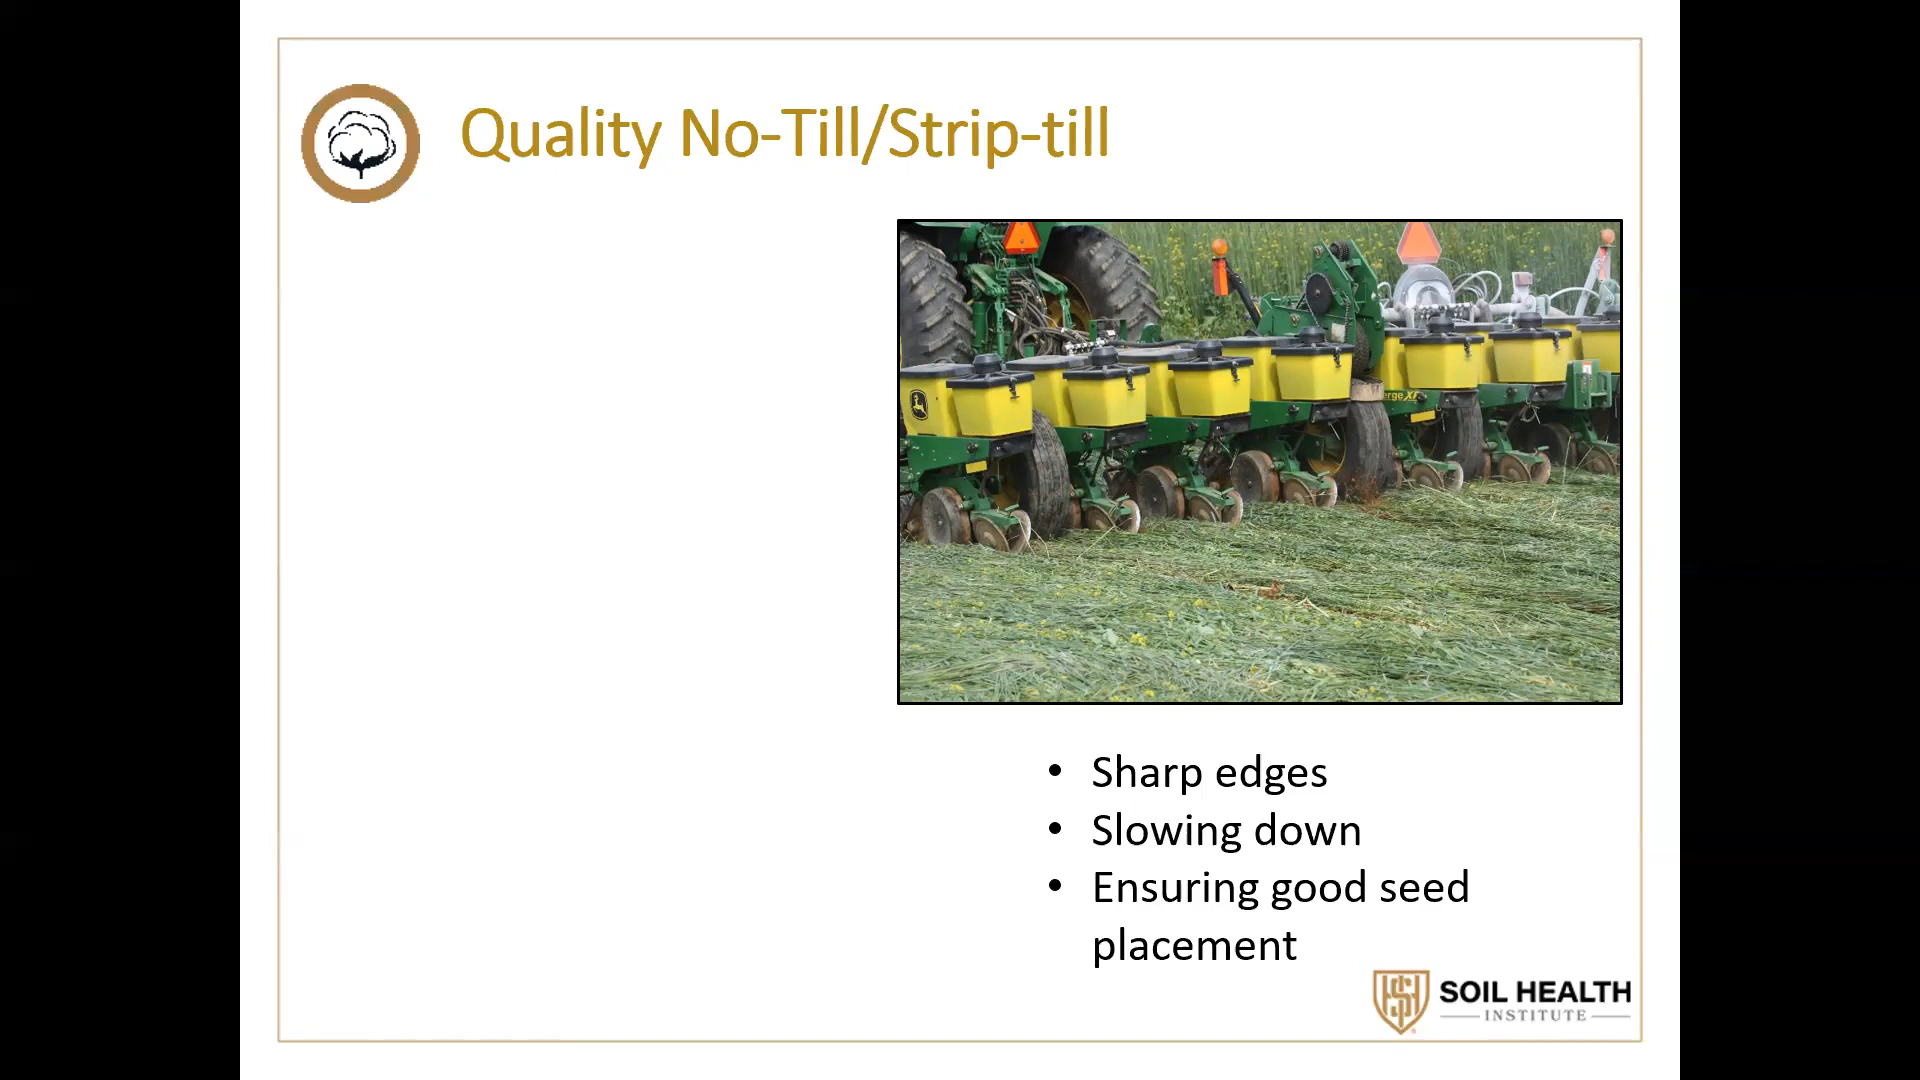 Quality No-Till/Strip-till
• Sharp edges
• Slowing down
• Ensuring good seed
placement
SOIL HEALTH
INSTITUTE